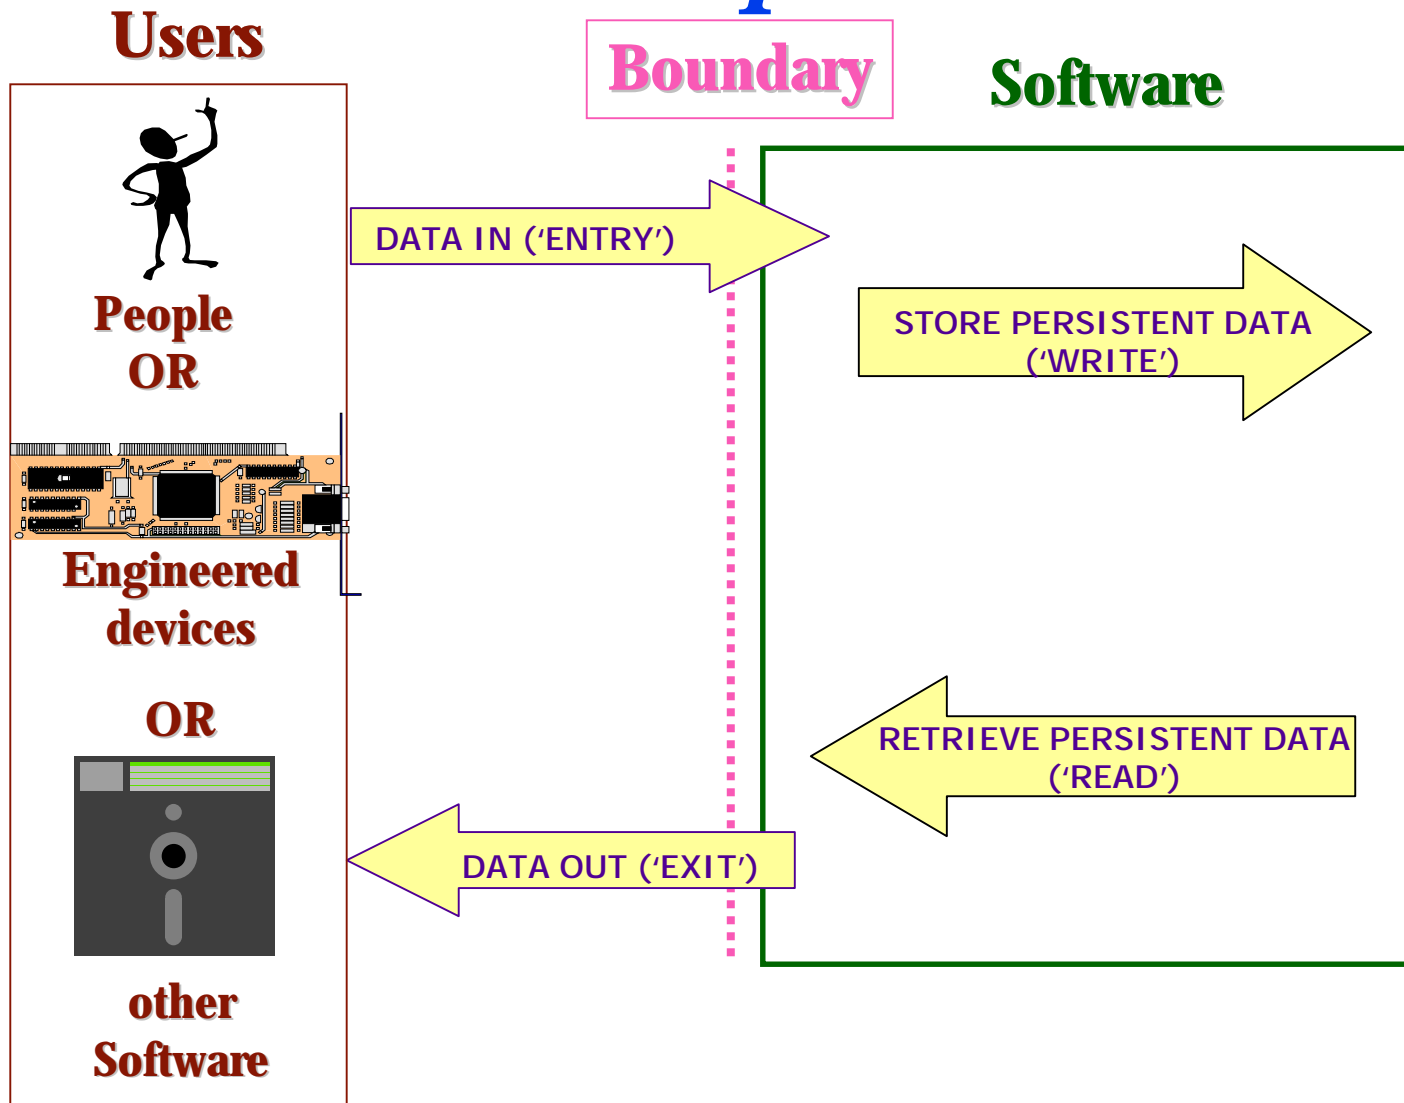 Users
Boundary
Software
DATA IN (‘ENTRY’)
STORE PERSISTENT DATA
(‘WRITE’)
People
OR
Engineered
devices
OR
RETRIEVE PERSISTENT DATA
(‘READ’)
DATA OUT (‘EXIT’)
other
Software